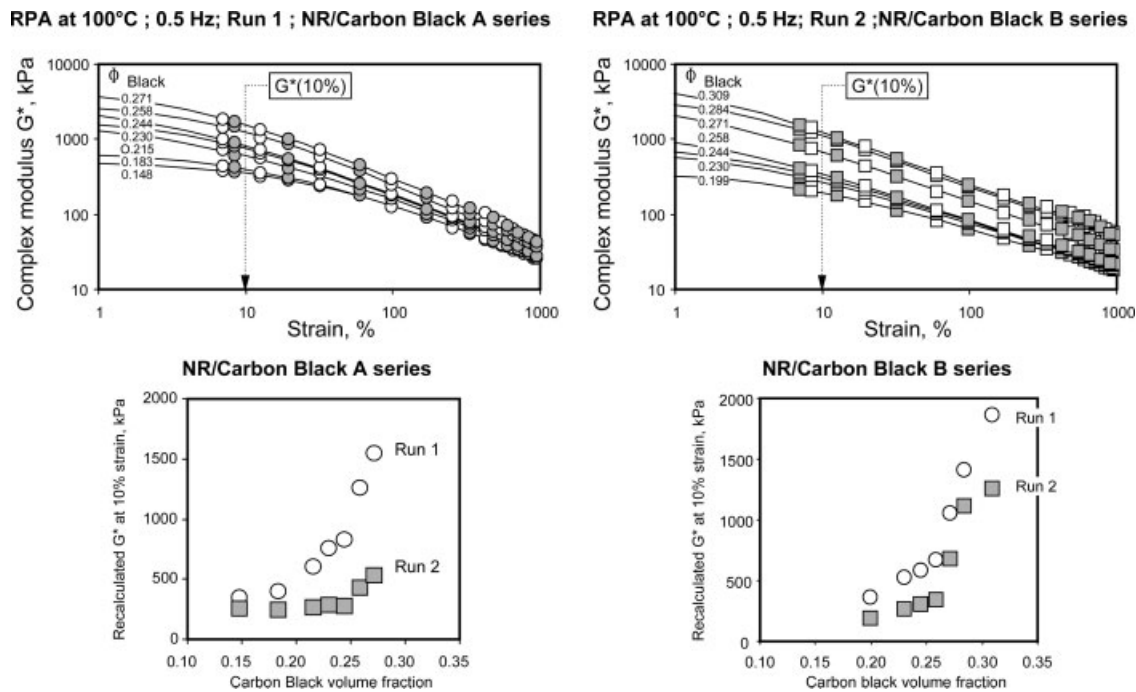 RPA at 100°C ; 0.5 Hz; Run 1 ; NR/Carbon Black A series
Complex modulus G*, kPa
10000
1000
100
10
ϕ Black
0.271
0.258
0.244
0.230
O.215
0.183
0.148
G*(10%)
1 10 100 1000
Strain, %
RPA at 100°C ; 0.5 Hz; Run 2 ;NR/Carbon Black B series
Complex modulus G*, kPa
10000
1000
100
10
ϕ Black
0.309
0.284
0.271
0.258
0.244
0.230
0.199
G*(10%)
1 10 100 1000
Strain, %
NR/Carbon Black A series
Recalculated G* at 10% strain, kPa
2000
1500
1000
500
0
Run 1
Run 2
0.10 0.15 0.20 0.25 0.30 0.35
Carbon Black volume fraction
NR/Carbon Black B series
Recalculated G* at 10% strain, kPa
2000
1500
1000
500
0
Run 1
Run 2
0.10 0.15 0.20 0.25 0.30 0.35
Carbon black volume fraction